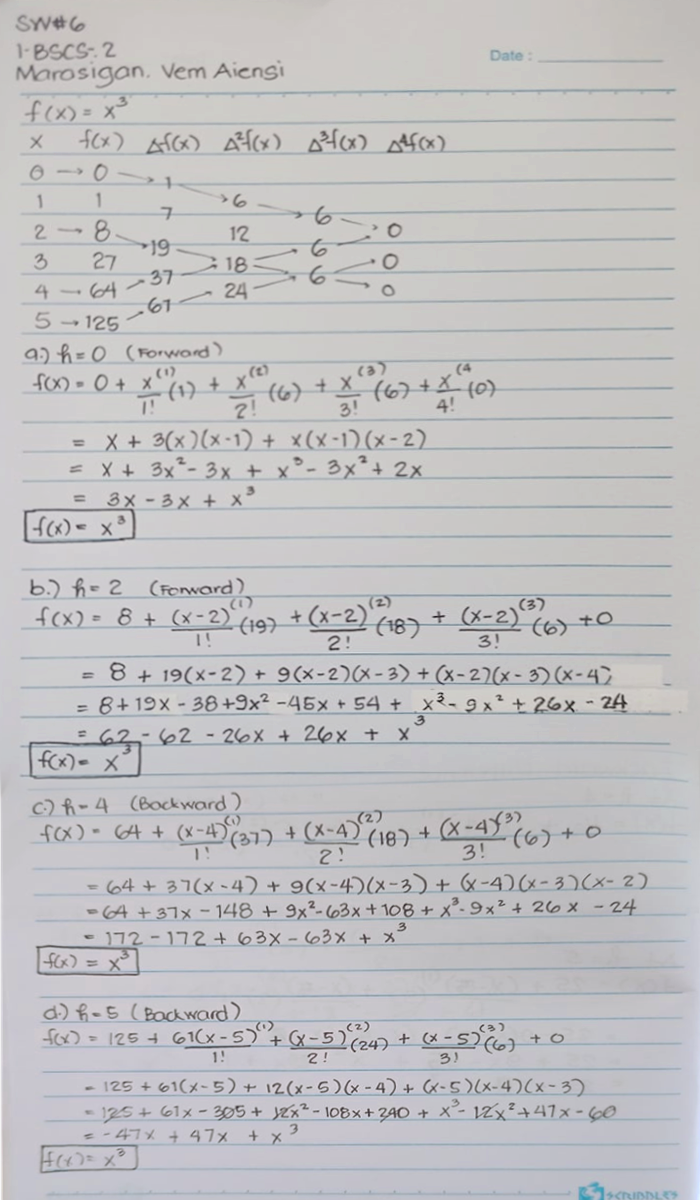 SW#6
1-BSCS-2
Date :
Marasigan. Vem Aiensi
f(x) = x³
x f(x) Δf(x) Δ²f(x) Δ³f(x) Δ⁴f(x)
0 → 0 → 1
1 1 → 6
7 → 6
2 → 8 12 → 0
→ 19 → 6
3 27 → 18 → 0
→ 37 → 6
4 → 64 → 24 → 0
→ 61
5 → 125
a.) h=0 (Forward)
f(x) = 0 + x⁽¹⁾/1! (1) + x⁽²⁾/2! (6) + x⁽³⁾/3! (6) + x⁽⁴/4! (0)
= x + 3(x)(x-1) + x(x-1)(x-2)
= x + 3x² - 3x + x³ - 3x² + 2x
= 3x - 3x + x³
f(x) = x³
b.) h=2 (Forward)
f(x) = 8 + (x-2)⁽¹⁾/1! (19) + (x-2)⁽²⁾/2! (18) + (x-2)⁽³⁾/3! (6) + 0
= 8 + 19(x-2) + 9(x-2)(x-3) + (x-2)(x-3)(x-4)
= 8 + 19x - 38 + 9x² - 45x + 54 + x³ - 9x² + 26x - 24
= 62 - 62 - 26x + 26x + x³
f(x) = x³
c.) h=4 (Backward)
f(x) = 64 + (x-4)⁽¹⁾/1! (37) + (x-4)⁽²⁾/2! (18) + (x-4)⁽³⁾/3! (6) + 0
= 64 + 37(x-4) + 9(x-4)(x-3) + (x-4)(x-3)(x-2)
= 64 + 37x - 148 + 9x² - 63x + 108 + x³ - 9x² + 26x - 24
= 172 - 172 + 63x - 63x + x³
f(x) = x³
d.) h=5 (Backward)
f(x) = 125 + 61(x-5)⁽¹⁾/1! + (x-5)⁽²⁾/2! (24) + (x-5)⁽³⁾/3! (6) + 0
= 125 + 61(x-5) + 12(x-5)(x-4) + (x-5)(x-4)(x-3)
= 125 + 61x - 305 + 12x² - 108x + 240 + x³ - 12x² + 47x - 60
= -47x + 47x + x³
f(x) = x³